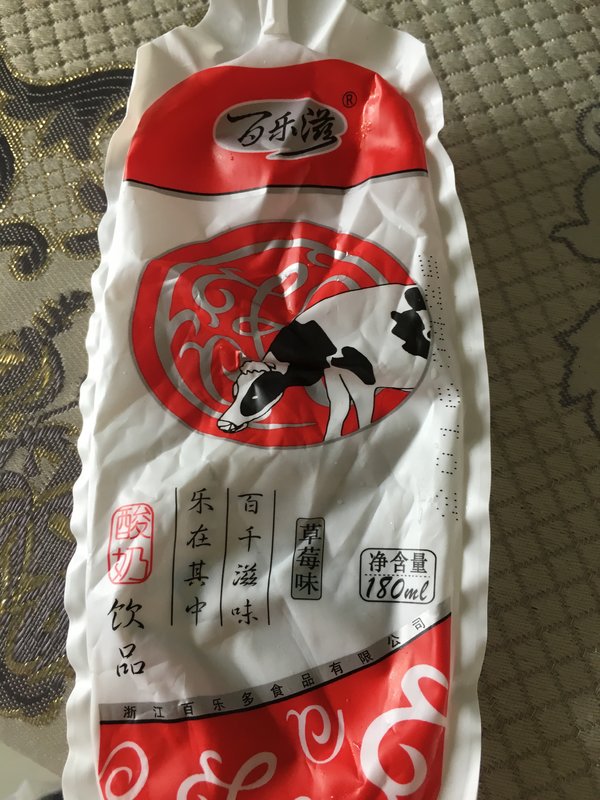 百乐滋®
百千滋味
乐在其中
草莓味
净含量
180ml
酸奶
饮品
浙江百乐多食品有限公司